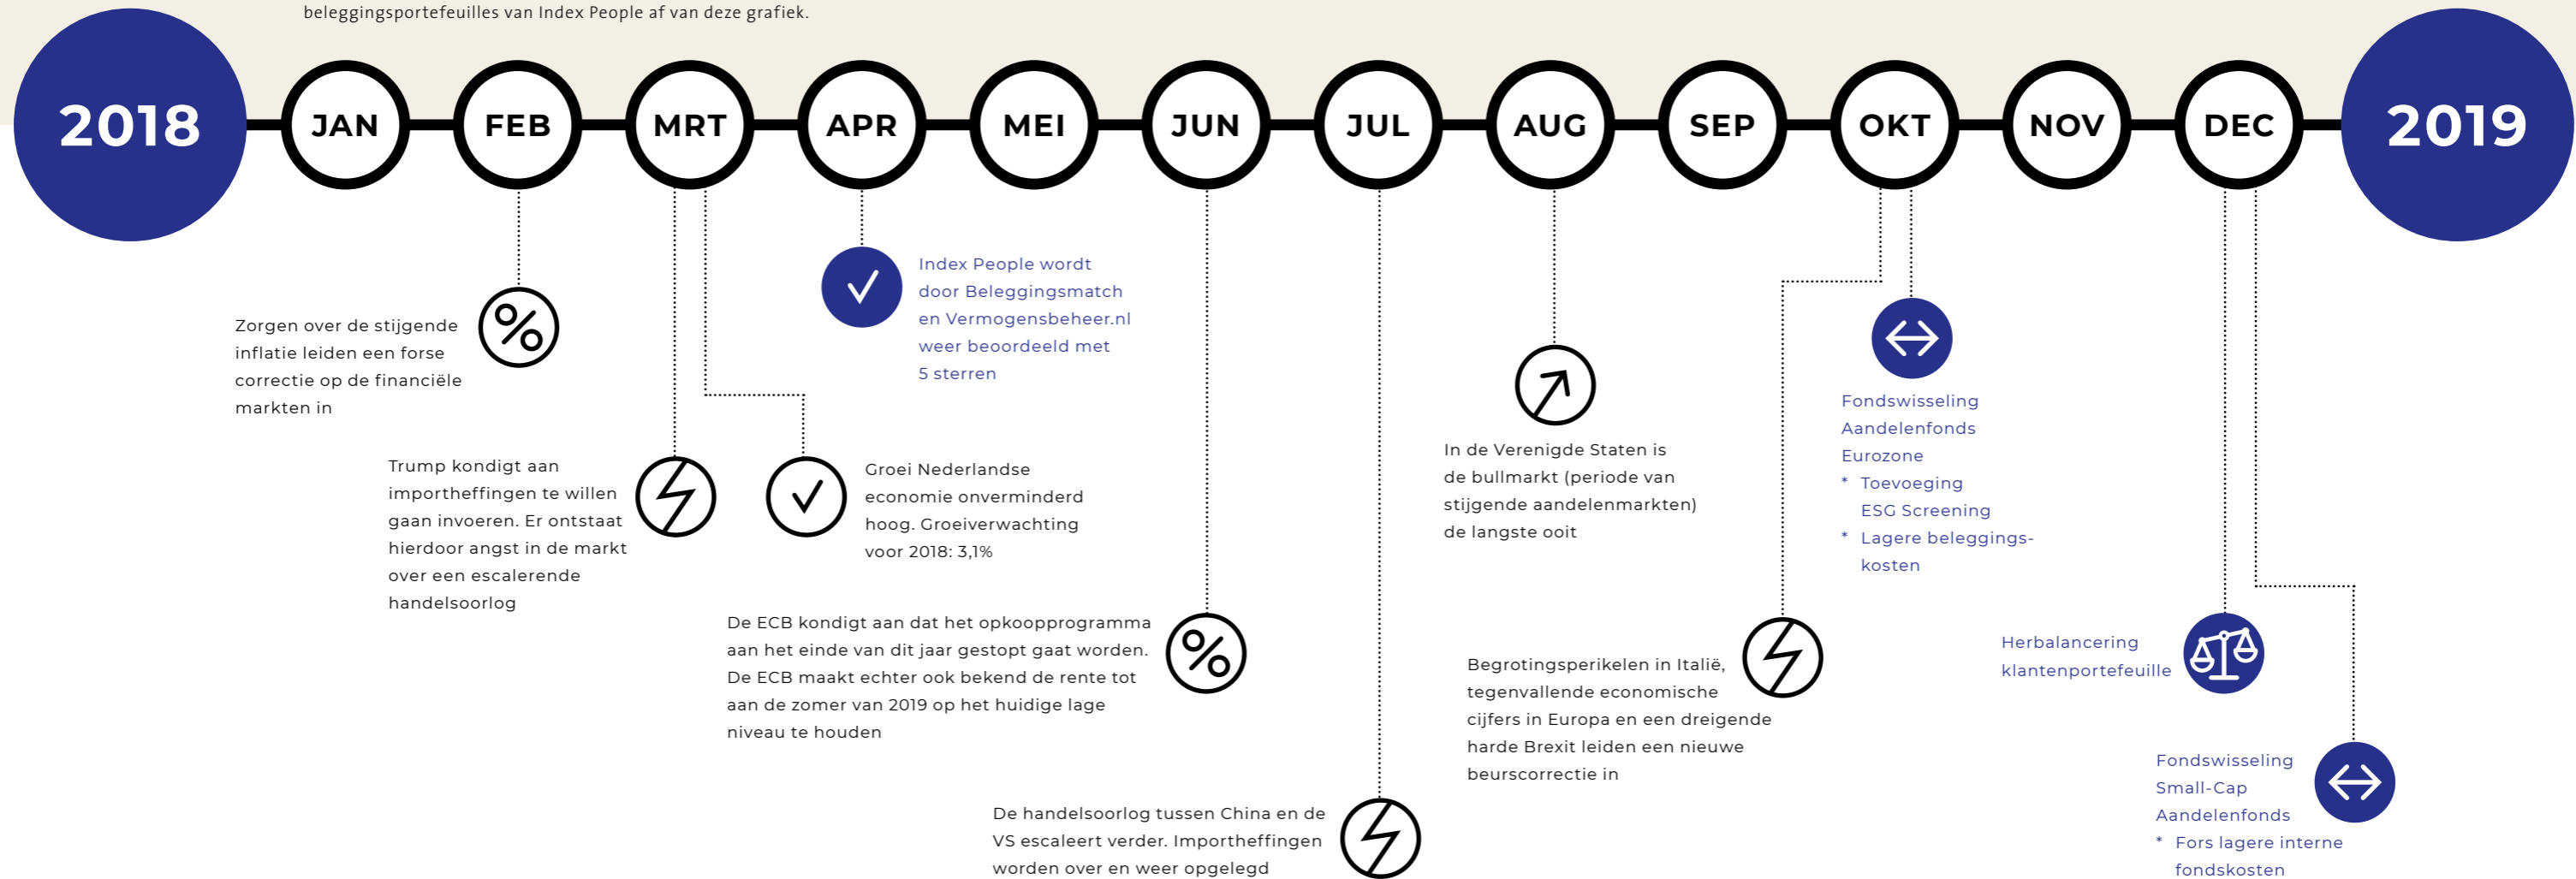 beleggingsportefeuilles van Index People af van deze grafiek.
2018
JAN
FEB
MRT
APR
MEI
JUN
JUL
AUG
SEP
OKT
NOV
DEC
2019
Zorgen over de stijgende
inflatie leiden een forse
correctie op de financiële
markten in
Trump kondigt aan
importheffingen te willen
gaan invoeren. Er ontstaat
hierdoor angst in de markt
over een escalerende
handelsoorlog
Groei Nederlandse
economie onverminderd
hoog. Groeiverwachting
voor 2018: 3,1%
Index People wordt
door Beleggingsmatch
en Vermogensbeheer.nl
weer beoordeeld met
5 sterren
De ECB kondigt aan dat het opkoopprogramma
aan het einde van dit jaar gestopt gaat worden.
De ECB maakt echter ook bekend de rente tot
aan de zomer van 2019 op het huidige lage
niveau te houden
De handelsoorlog tussen China en de
VS escaleert verder. Importheffingen
worden over en weer opgelegd
In de Verenigde Staten is
de bullmarkt (periode van
stijgende aandelenmarkten)
de langste ooit
Begrotingsperikelen in Italië,
tegenvallende economische
cijfers in Europa en een dreigende
harde Brexit leiden een nieuwe
beurscorrectie in
Fondswisseling
Aandelenfonds
Eurozone
* Toevoeging
ESG Screening
* Lagere beleggings-
kosten
Herbalancering
klantenportefeuille
Fondswisseling
Small-Cap
Aandelenfonds
* Fors lagere interne
fondskosten